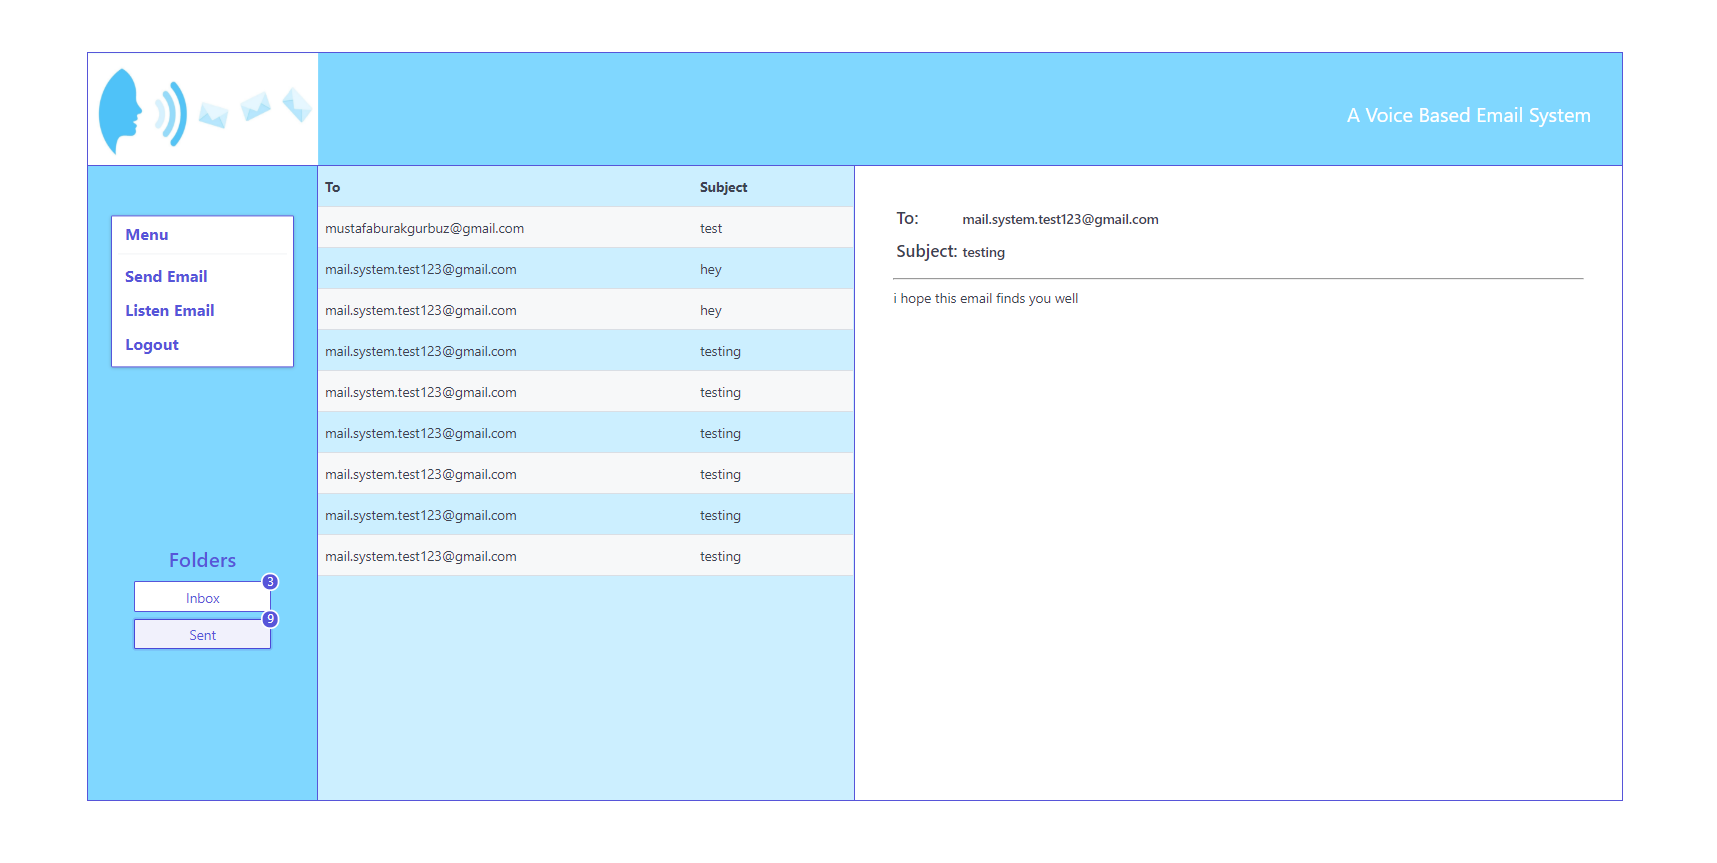 A Voice Based Email System
Menu
Send Email
Listen Email
Logout
Folders
Inbox 3
Sent 9
To Subject
mustafaburakgurbuz@gmail.com test
mail.system.test123@gmail.com hey
mail.system.test123@gmail.com hey
mail.system.test123@gmail.com testing
mail.system.test123@gmail.com testing
mail.system.test123@gmail.com testing
mail.system.test123@gmail.com testing
mail.system.test123@gmail.com testing
mail.system.test123@gmail.com testing
To: mail.system.test123@gmail.com
Subject: testing
i hope this email finds you well